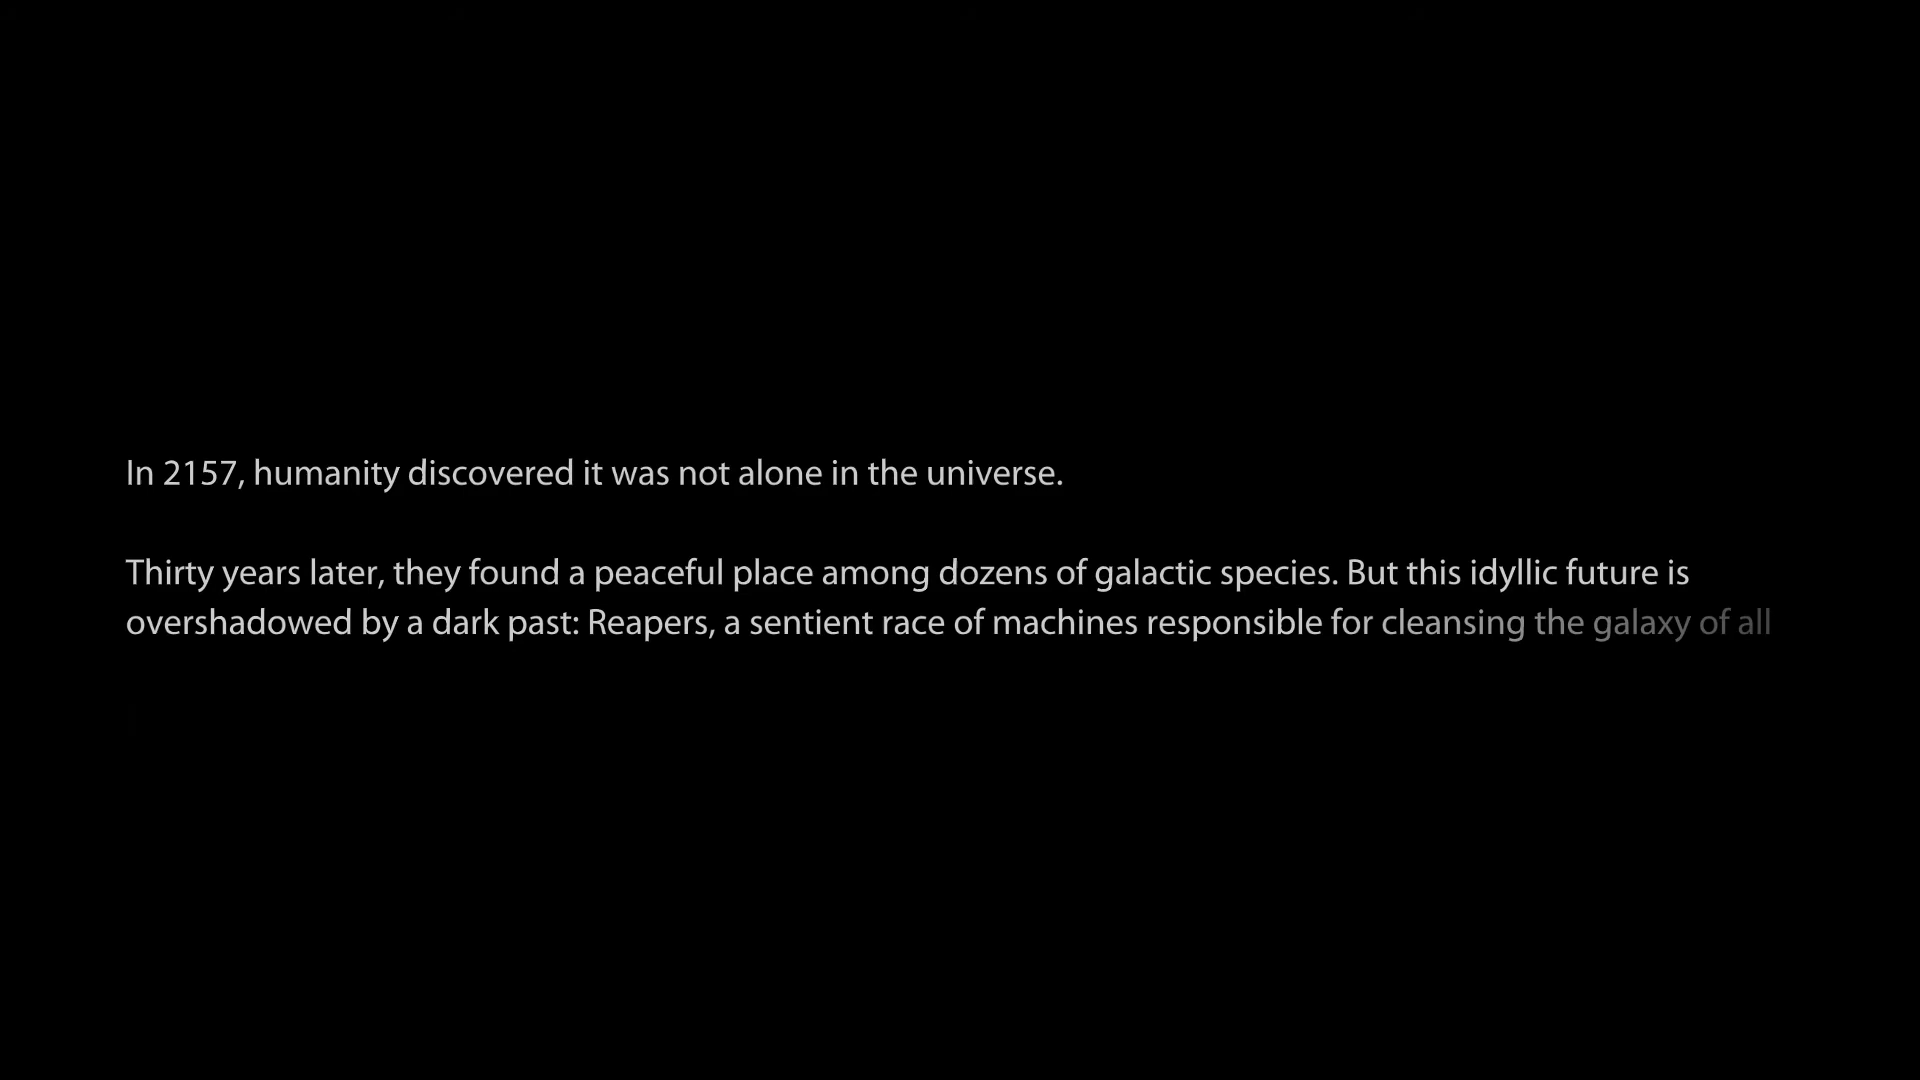 In 2157, humanity discovered it was not alone in the universe.
Thirty years later, they found a peaceful place among dozens of galactic species. But this idyllic future is
overshadowed by a dark past: Reapers, a sentient race of machines responsible for cleansing the galaxy of all